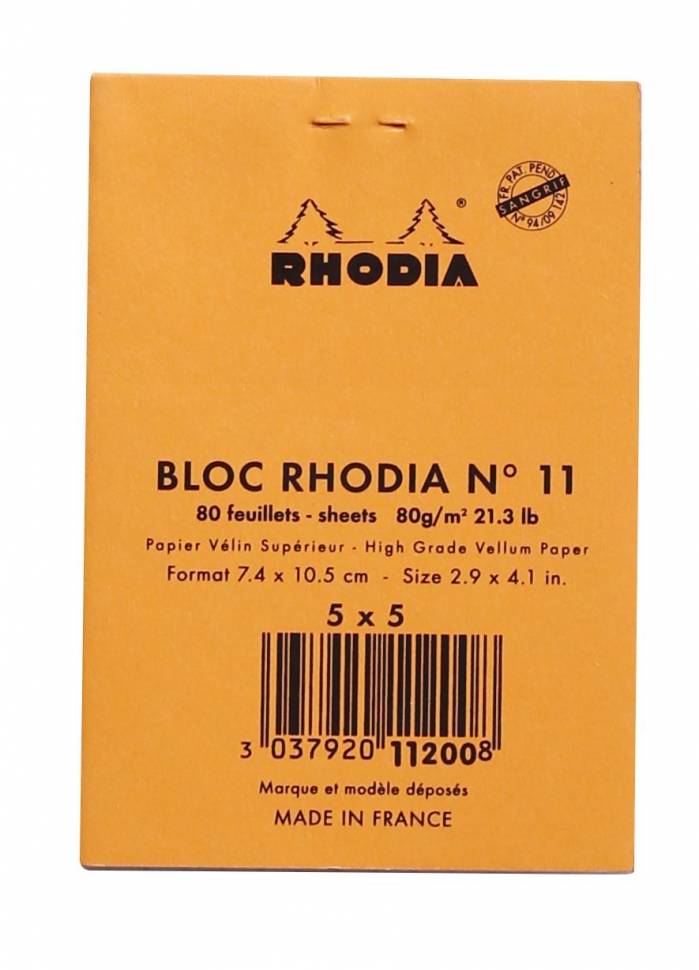 FR. PAT. PEND
SANGRIF
N° 94/09 142
RHODIA®
BLOC RHODIA N° 11
80 feuillets - sheets 80g/m² 21.3 lb
Papier Vélin Supérieur - High Grade Vellum Paper
Format 7.4 x 10.5 cm - Size 2.9 x 4.1 in.
5 x 5
3 037920 112008
Marque et modèle déposés
MADE IN FRANCE